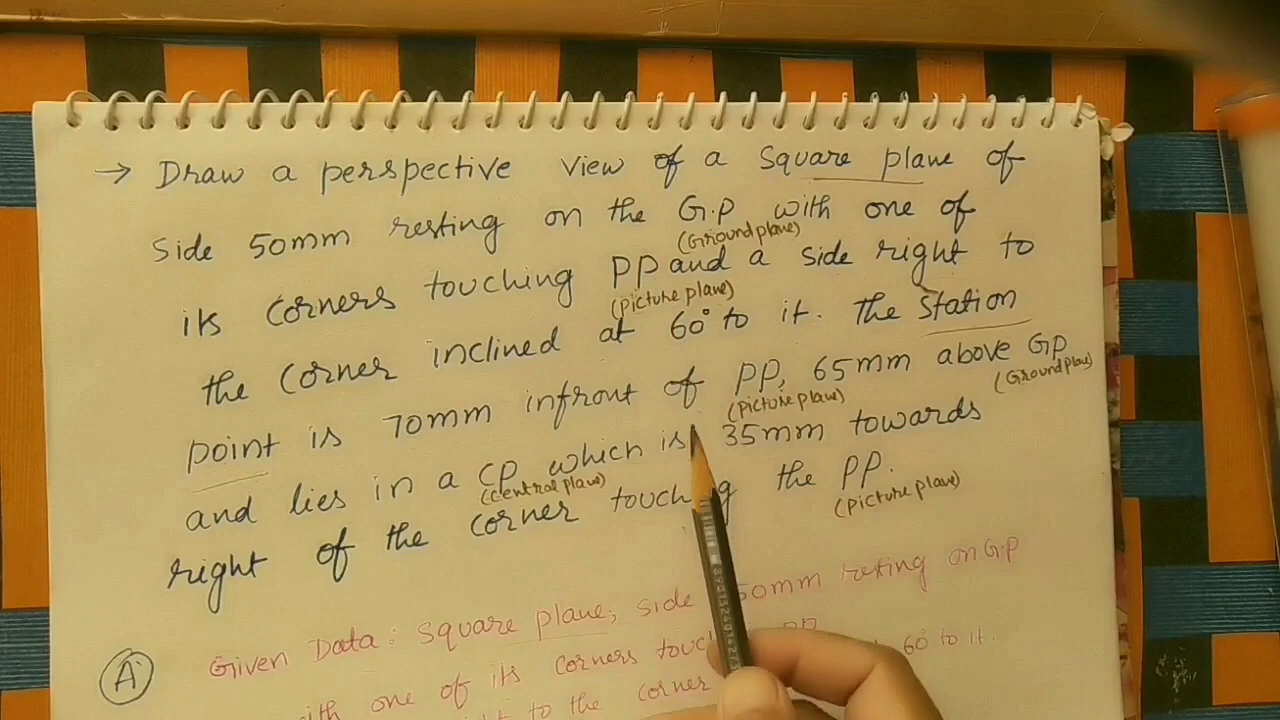 → Draw a perspective view of a square plane of
side 50mm resting on the G.P with one of
(Groundplane)
its corners touching PP and a side right to
(picture plane)
the corner inclined at 60° to it. The station
point is 70mm infront of PP, 65mm above GP
(picture plane) (Ground plane)
and lies in a CP which is 35mm towards
(central plane)
right of the corner touching the PP.
(picture plane)
A Given Data: square plane; side 50mm resting on G.P
with one of its corners PP 60° to it.
right to the corner